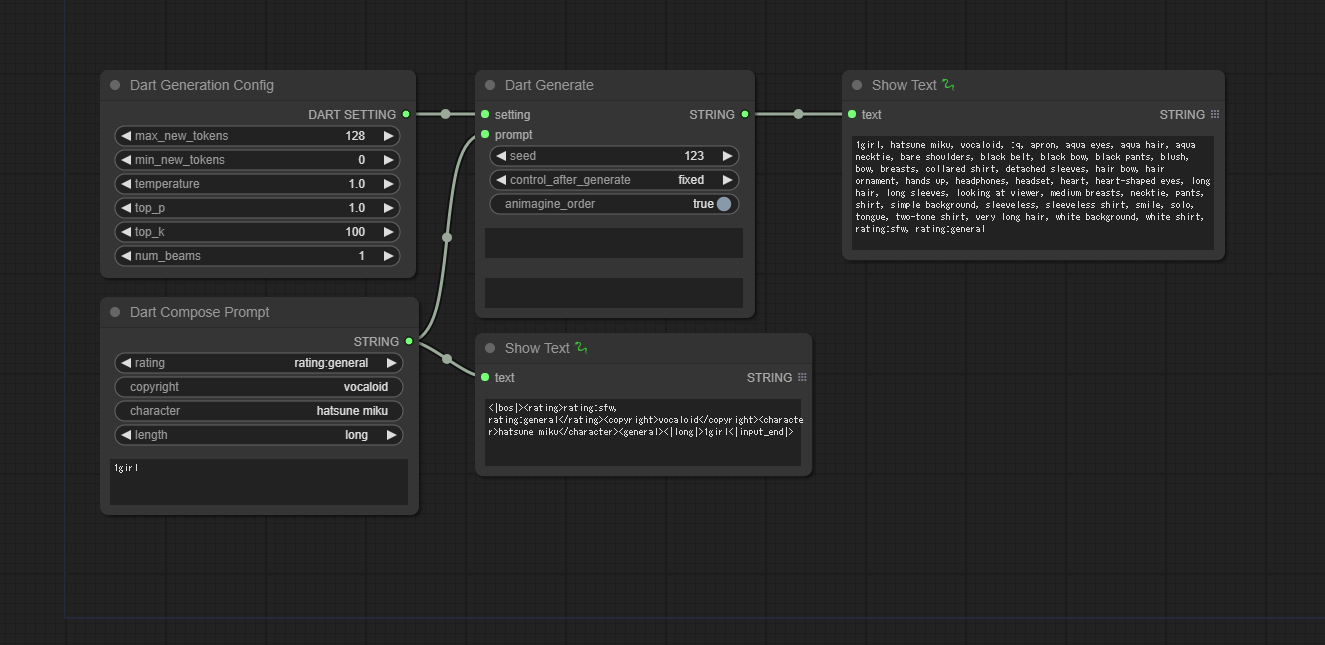 Dart Generation Config
DART SETTING
max_new_tokens 128
min_new_tokens 0
temperature 1.0
top_p 1.0
top_k 100
num_beams 1
Dart Compose Prompt
STRING
rating rating:general
copyright vocaloid
character hatsune miku
length long
1girl
Dart Generate
setting STRING
prompt
seed 123
control_after_generate fixed
animagine_order true
Show Text
text STRING
<|bos|><rating>rating:sfw,
rating:general</rating><copyright>vocaloid</copyright><characte
r>hatsune miku</character><general><|long|>1girl<|input_end|>
Show Text
text STRING
1girl, hatsune miku, vocaloid, :q, apron, aqua eyes, aqua hair, aqua
necktie, bare shoulders, black belt, black bow, black pants, blush,
bow, breasts, collared shirt, detached sleeves, hair bow, hair
ornament, hands up, headphones, headset, heart, heart-shaped eyes, long
hair, long sleeves, looking at viewer, medium breasts, necktie, pants,
shirt, simple background, sleeveless, sleeveless shirt, smile, solo,
tongue, two-tone shirt, very long hair, white background, white shirt,
rating:sfw, rating:general